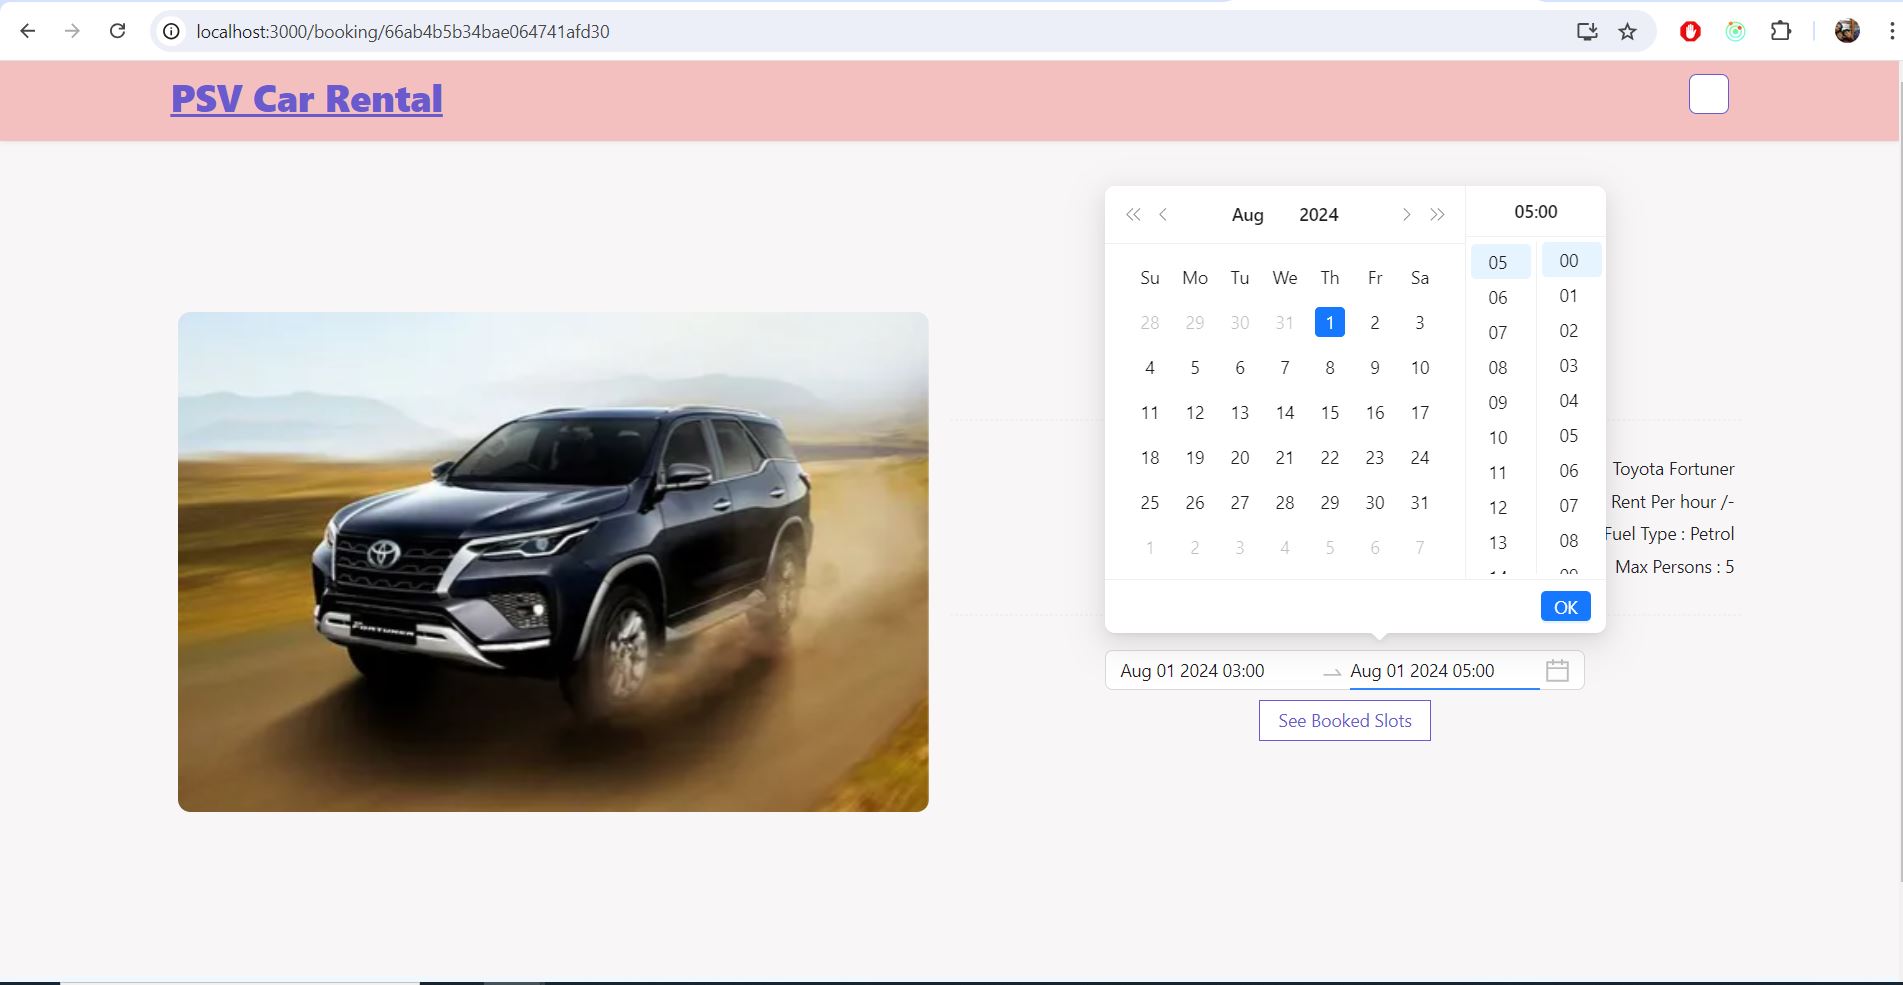 localhost:3000/booking/66ab4b5b34bae064741afd30
PSV Car Rental
Aug 2024
05:00
Su Mo Tu We Th Fr Sa
28 29 30 31 1 2 3
4 5 6 7 8 9 10
11 12 13 14 15 16 17
18 19 20 21 22 23 24
25 26 27 28 29 30 31
1 2 3 4 5 6 7
05 00
06 01
07 02
08 03
09 04
10 05
11 06
12 07
13 08
OK
Toyota Fortuner
Rent Per hour /-
Fuel Type : Petrol
Max Persons : 5
Aug 01 2024 03:00 Aug 01 2024 05:00
See Booked Slots
FORTUNER